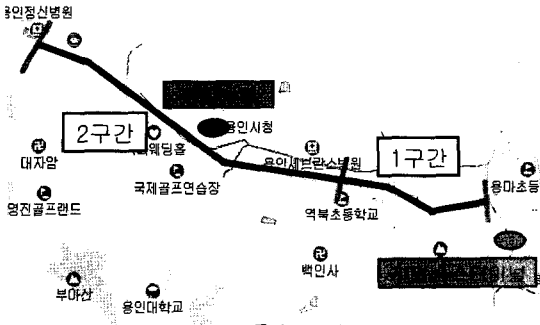 용인정신병원
2구간
웨딩홀
용인시청
대자암
국제골프연습장
용인세브란스병원
1구간
용마초등
명진골프랜드
역북초등학교
백인사
부아산
용인대학교